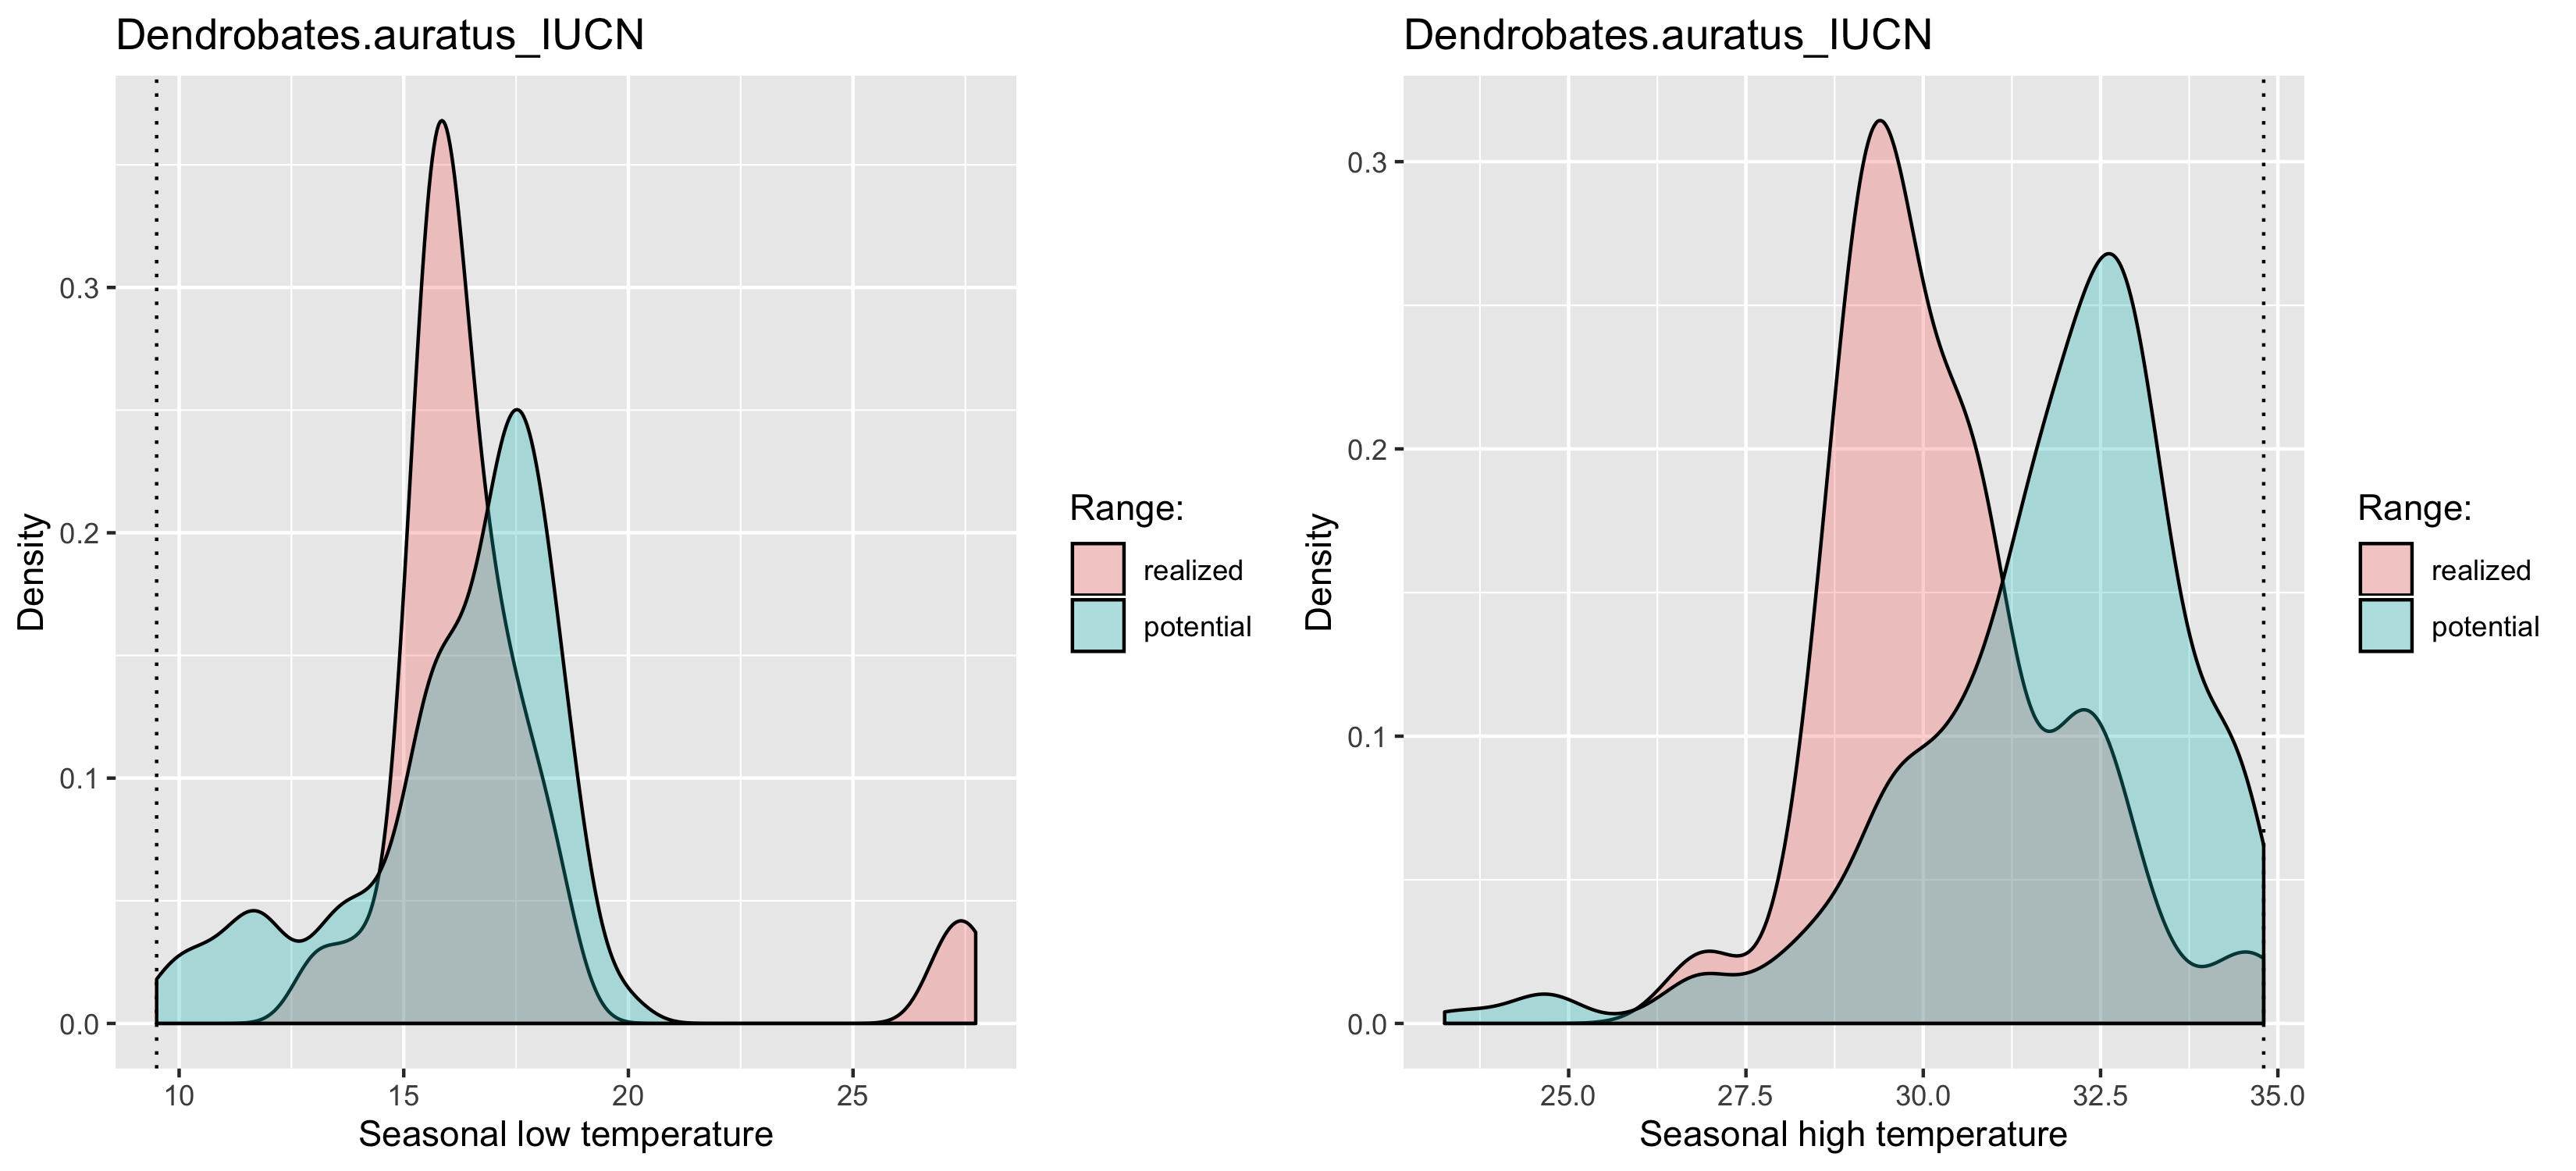 Dendrobates.auratus_IUCN
Density
0.3
0.2
0.1
0.0
10 15 20 25
Seasonal low temperature
Range:
realized
potential
Dendrobates.auratus_IUCN
Density
0.3
0.2
0.1
0.0
25.0 27.5 30.0 32.5 35.0
Seasonal high temperature
Range:
realized
potential